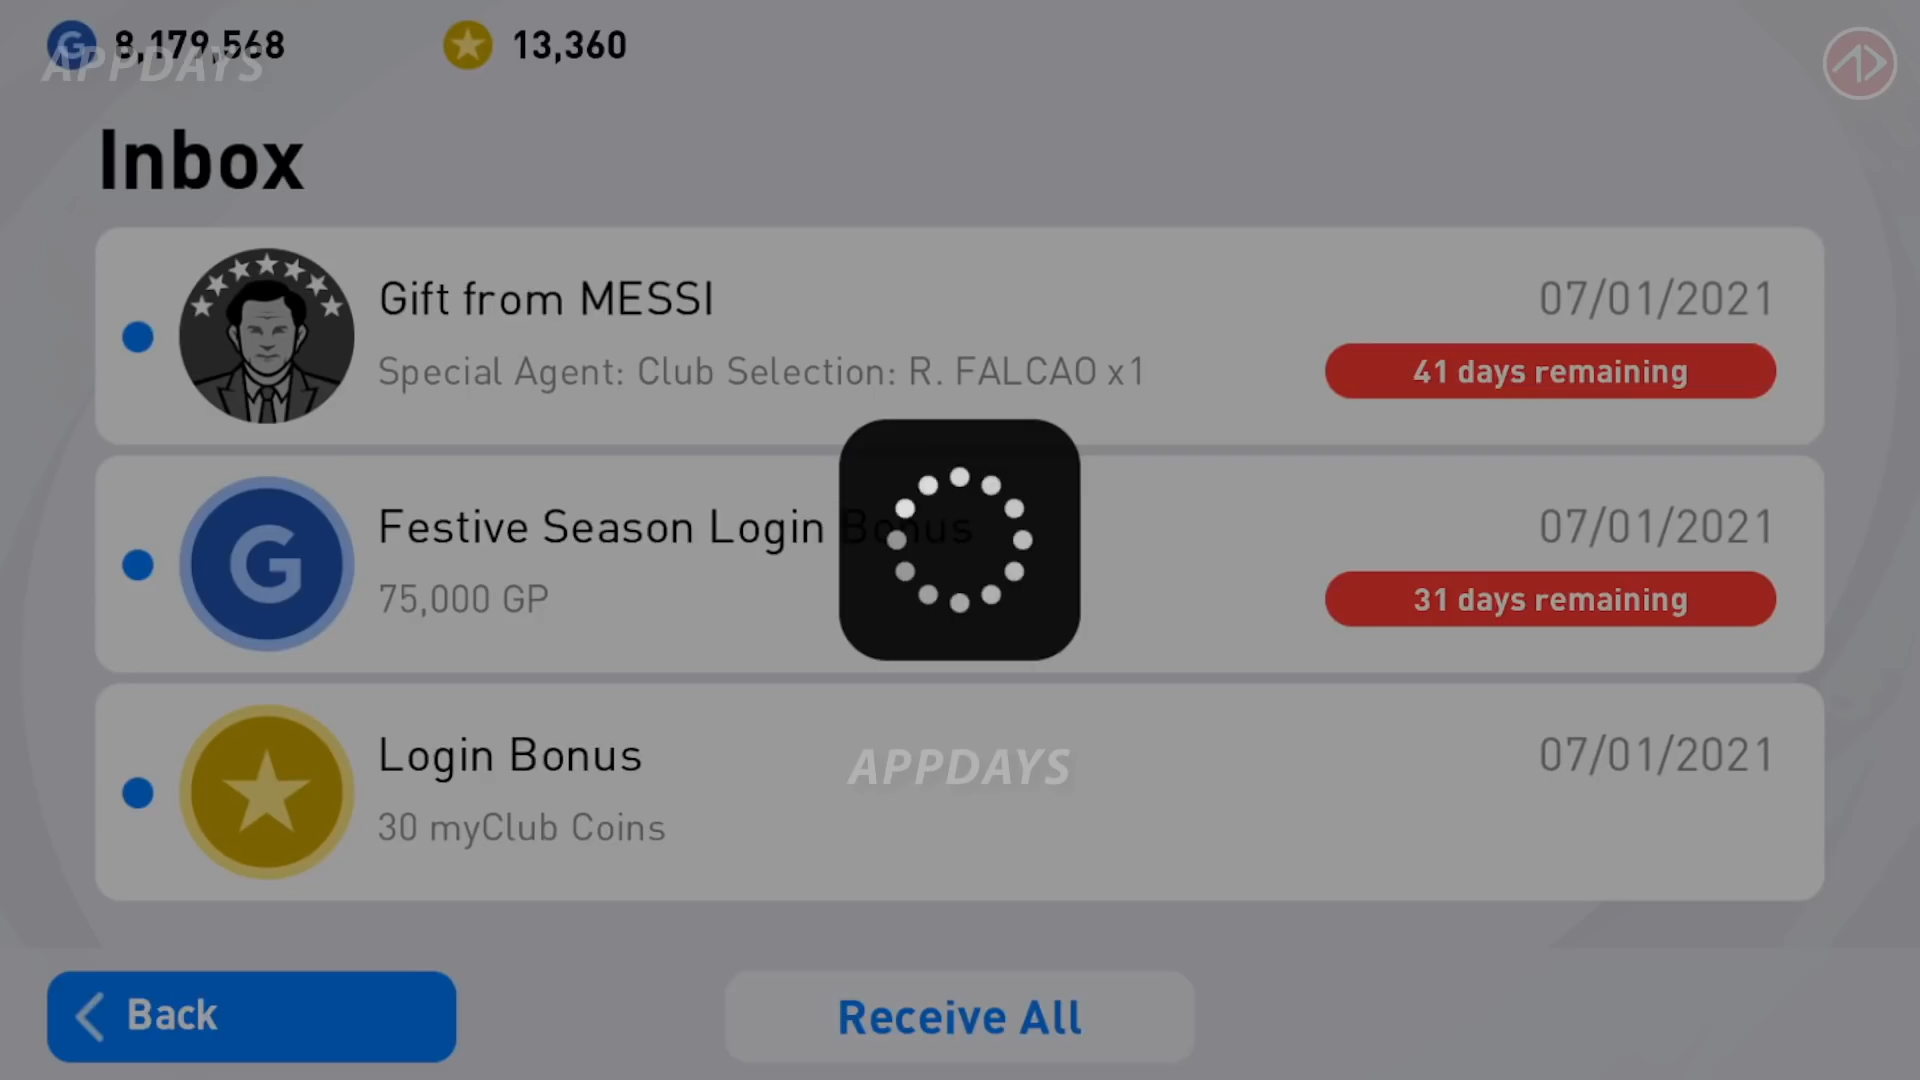 8,179,568
13,360
APPDAYS
Inbox
Gift from MESSI
07/01/2021
Special Agent: Club Selection: R. FALCAO x1
41 days remaining
Festive Season Login Bonus
07/01/2021
75,000 GP
31 days remaining
Login Bonus
07/01/2021
APPDAYS
30 myClub Coins
Back
Receive All